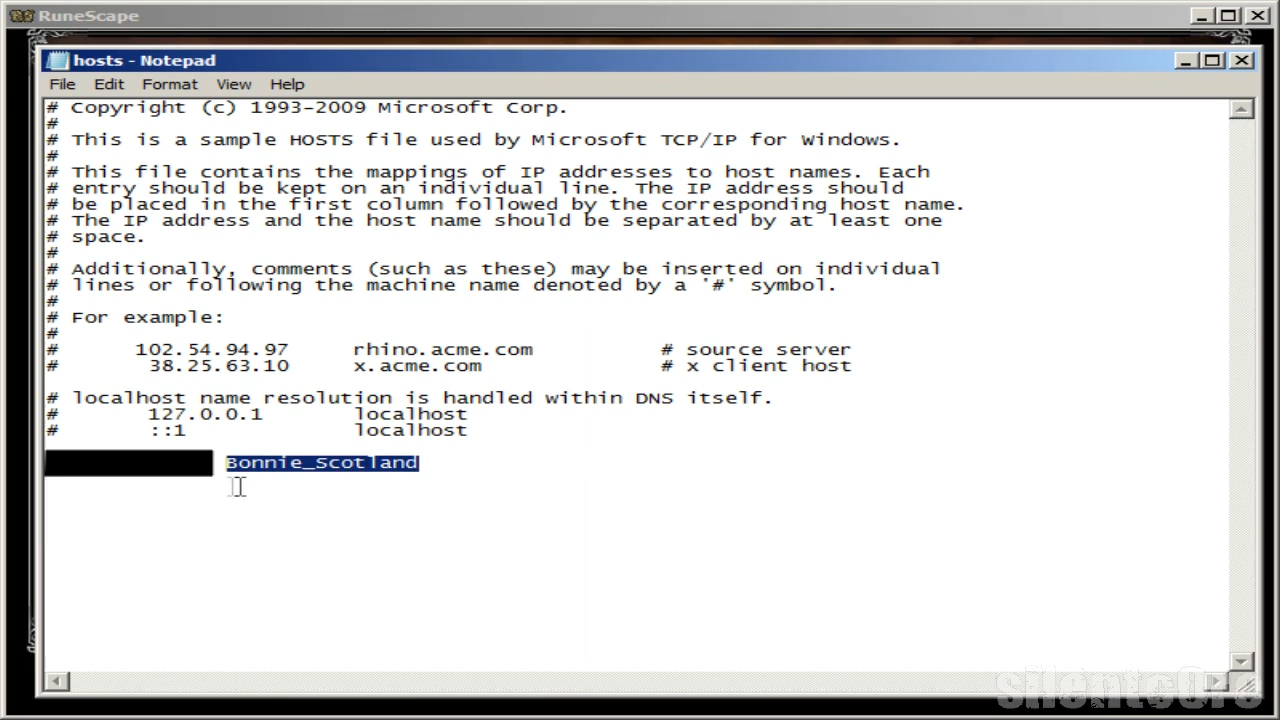 RuneScape
hosts - Notepad
File Edit Format View Help
# Copyright (c) 1993-2009 Microsoft Corp.
#
# This is a sample HOSTS file used by Microsoft TCP/IP for Windows.
#
# This file contains the mappings of IP addresses to host names. Each
# entry should be kept on an individual line. The IP address should
# be placed in the first column followed by the corresponding host name.
# The IP address and the host name should be separated by at least one
# space.
#
# Additionally, comments (such as these) may be inserted on individual
# lines or following the machine name denoted by a '#' symbol.
#
# For example:
#
# 102.54.94.97 rhino.acme.com # source server
# 38.25.63.10 x.acme.com # x client host
# localhost name resolution is handled within DNS itself.
# 127.0.0.1 localhost
# ::1 localhost
Bonnie_Scotland
silentc0re